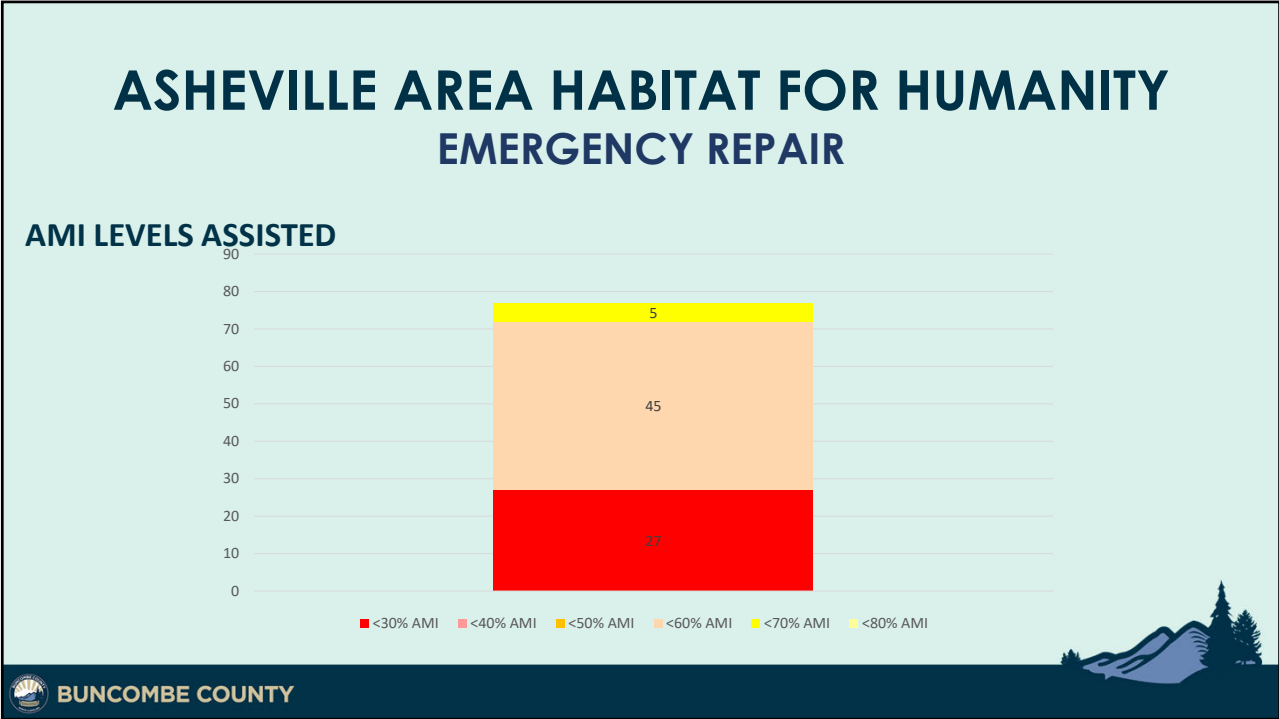 ASHEVILLE AREA HABITAT FOR HUMANITY
EMERGENCY REPAIR
AMI LEVELS ASSISTED
90
80
70
60
50
40
30
20
10
0
5
45
27
<30% AMI <40% AMI <50% AMI <60% AMI <70% AMI <80% AMI
BUNCOMBE COUNTY